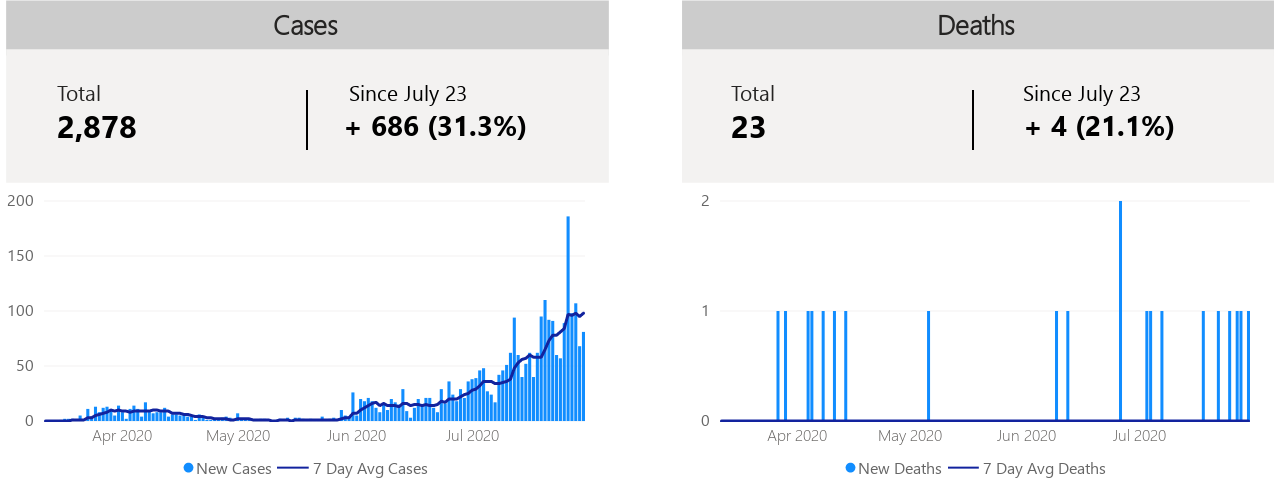 Cases
Total
2,878
Since July 23
+ 686 (31.3%)
200
150
100
50
0
Apr 2020 May 2020 Jun 2020 Jul 2020
New Cases 7 Day Avg Cases
Deaths
Total
23
Since July 23
+ 4 (21.1%)
2
1
0
Apr 2020 May 2020 Jun 2020 Jul 2020
New Deaths 7 Day Avg Deaths